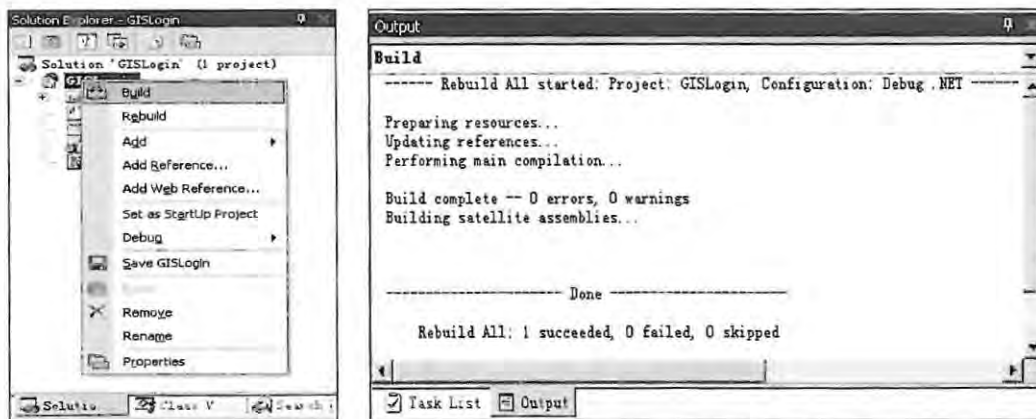 Solution Explorer - GISLogin
Solution 'GISLogin' (1 project)
Build
Rebuild
Add
Add Reference...
Add Web Reference...
Set as StartUp Project
Debug
Save GISLogin
Remove
Rename
Properties
Solutio
Class V
Search
Output
Build
------ Rebuild All started: Project: GISLogin, Configuration: Debug .NET ------
Preparing resources...
Updating references...
Performing main compilation...
Build complete -- 0 errors, 0 warnings
Building satellite assemblies...
---------------------- Done ----------------------
Rebuild All: 1 succeeded, 0 failed, 0 skipped
Task List
Output